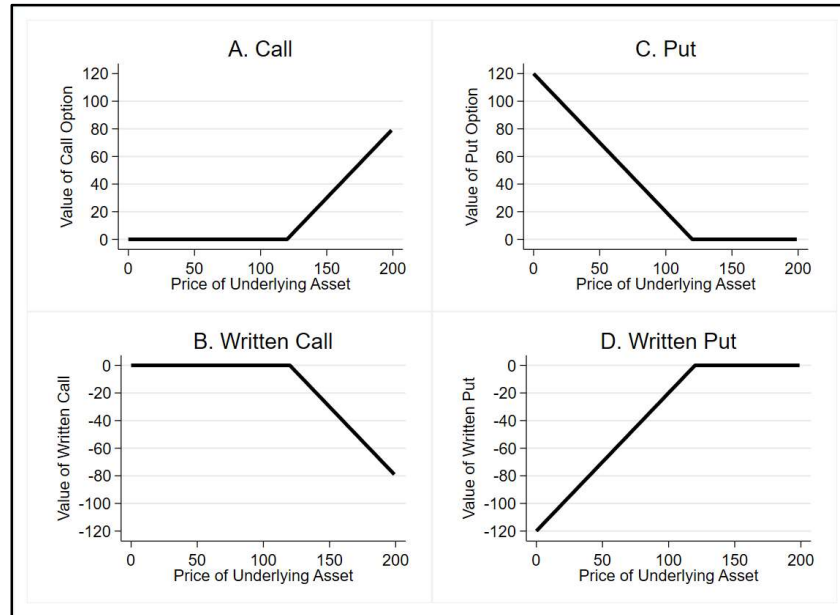 A. Call
Value of Call Option
120
100
80
60
40
20
0
0 50 100 150 200
Price of Underlying Asset
C. Put
Value of Put Option
120
100
80
60
40
20
0
0 50 100 150 200
Price of Underlying Asset
B. Written Call
Value of Written Call
0
-20
-40
-60
-80
-100
-120
0 50 100 150 200
Price of Underlying Asset
D. Written Put
Value of Written Put
0
-20
-40
-60
-80
-100
-120
0 50 100 150 200
Price of Underlying Asset